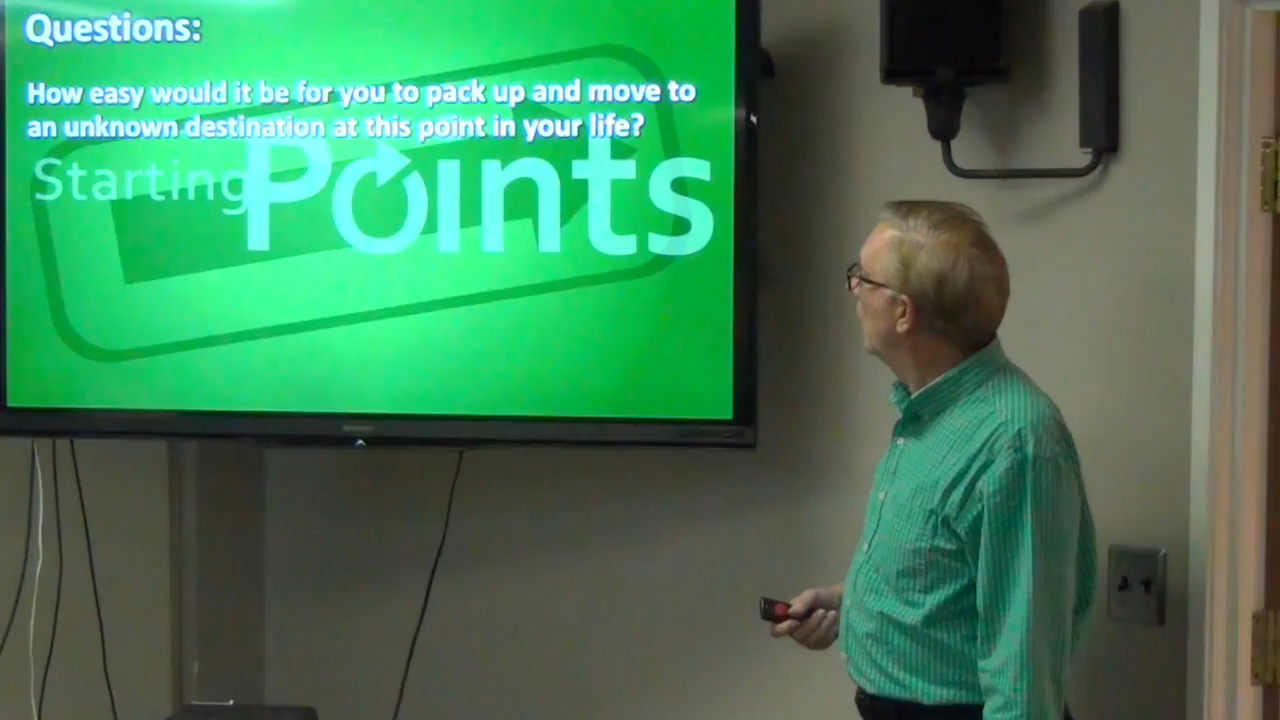 Questions:
How easy would it be for you to pack up and move to
an unknown destination at this point in your life?
Starting Points